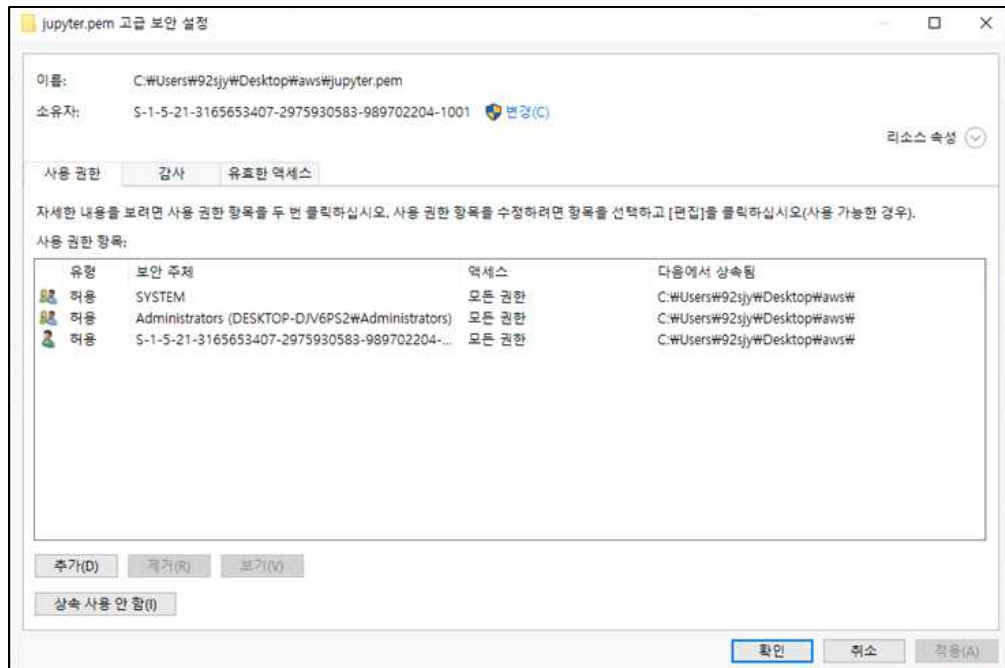 jupyter.pem 고급 보안 설정
이름: C:₩Users₩92sjy₩Desktop₩aws₩jupyter.pem
소유자: S-1-5-21-3165653407-2975930583-989702204-1001 변경(C)
리소스 속성
사용 권한 감사 유효한 액세스
자세한 내용을 보려면 사용 권한 항목을 두 번 클릭하십시오. 사용 권한 항목을 수정하려면 항목을 선택하고 [편집]을 클릭하십시오(사용 가능한 경우).
사용 권한 항목:
유형 보안 주체 액세스 다음에서 상속됨
허용 SYSTEM 모든 권한 C:₩Users₩92sjy₩Desktop₩aws₩
허용 Administrators (DESKTOP-DJV6PS2₩Administrators) 모든 권한 C:₩Users₩92sjy₩Desktop₩aws₩
허용 S-1-5-21-3165653407-2975930583-989702204-... 모든 권한 C:₩Users₩92sjy₩Desktop₩aws₩
추가(D) 제거(R) 보기(V)
상속 사용 안 함(I)
확인 취소 적용(A)